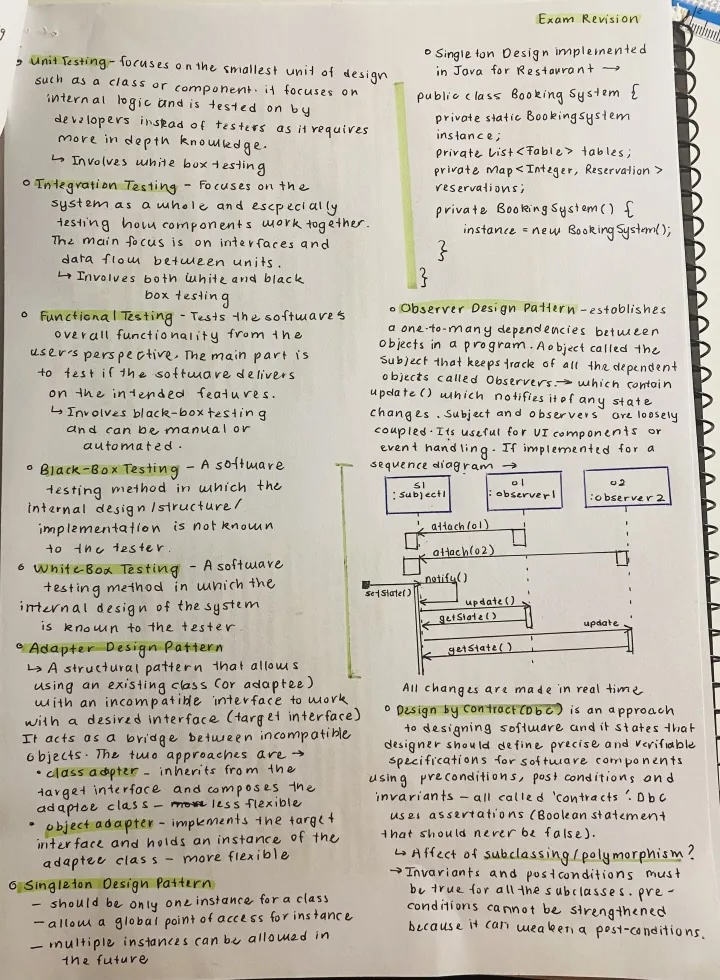 Exam Revision
Unit Testing - focuses on the smallest unit of design
such as a class or component. it focuses on
internal logic and is tested on by
developers instead of testers as it requires
more in depth knowledge.
↳ Involves white box testing
o Integration Testing - Focuses on the
system as a whole and escpecially
testing how components work together.
The main focus is on interfaces and
data flow between units.
↳ Involves both white and black
box testing
o Functional Testing - Tests the software's
overall functionality from the
user's perspective. The main part is
to test if the software delivers
on the intended features.
↳ Involves black-box testing
and can be manual or
automated.
o Black-Box Testing - A software
testing method in which the
internal design /structure/
implementation is not known
to the tester.
o White-Box Testing - A software
testing method in which the
internal design of the system
is known to the tester
o Adapter Design Pattern
↳ A structural pattern that allows
using an existing class (or adaptee)
with an incompatible interface to work
with a desired interface (target interface)
It acts as a bridge between incompatible
objects. The two approaches are →
• class adpter - inherits from the
target interface and composes the
adaptoe class - more less flexible
• object adapter - implements the target
interface and holds an instance of the
adaptee class - more flexible
o Singleton Design Pattern
- should be only one instance for a class
- allow a global point of access for instance
- multiple instances can be allowed in
the future
o Singleton Design implemented
in Java for Restaurant →
public class Booking System {
private static Bookingsystem
instance;
private List<Table> tables;
private Map<Integer, Reservation>
reservations;
private BookingSystem() {
instance = new BookingSystem();
}
}
o Observer Design Pattern - establishes
a one-to-many dependencies between
objects in a program. A object called the
Subject that keeps track of all the dependent
objects called Observers → which contain
update() which notifies it of any state
changes. Subject and observers are loosely
coupled. Its useful for UI components or
event handling. If implemented for a
sequence diagram →
S1
:subject1
o1
:observer1
o2
:observer2
attach(o1)
attach(o2)
notify()
setState()
update()
getState()
update
getState()
All changes are made in real time
o Design by Contract (DbC) is an approach
to designing software and it states that
designer should define precise and verifiable
specifications for software components
using preconditions, post conditions and
invariants - all called 'contracts'. DbC
uses assertations (Boolean statement
that should never be false).
↳ Affect of subclassing/polymorphism?
→ Invariants and postconditions must
be true for all the subclasses. pre-
conditions cannot be strengthened
because it can weaken a post-conditions.